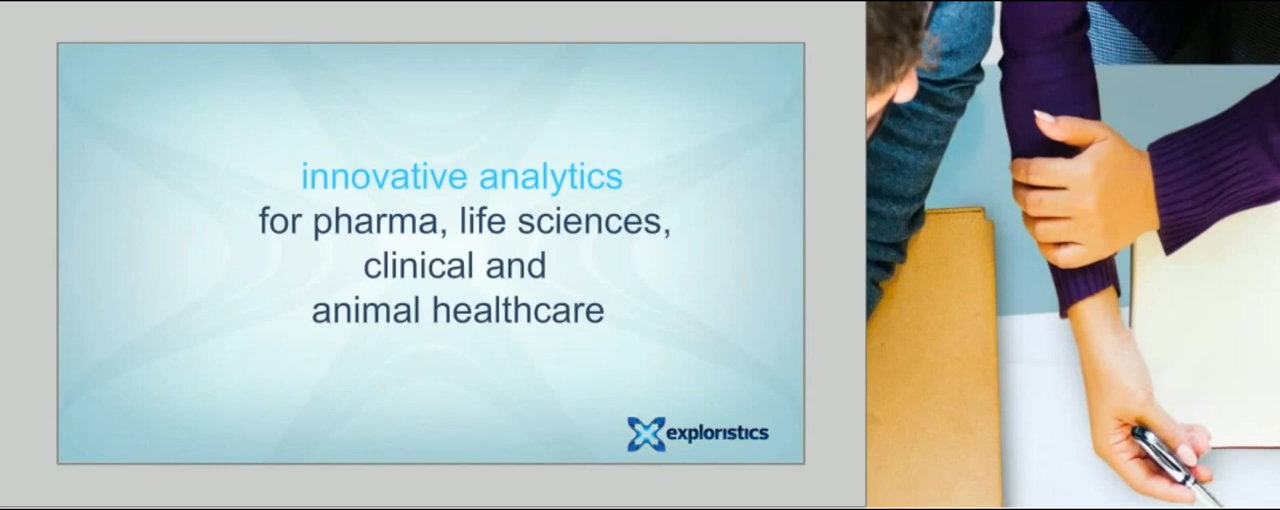 innovative analytics
for pharma, life sciences,
clinical and
animal healthcare
exploristics